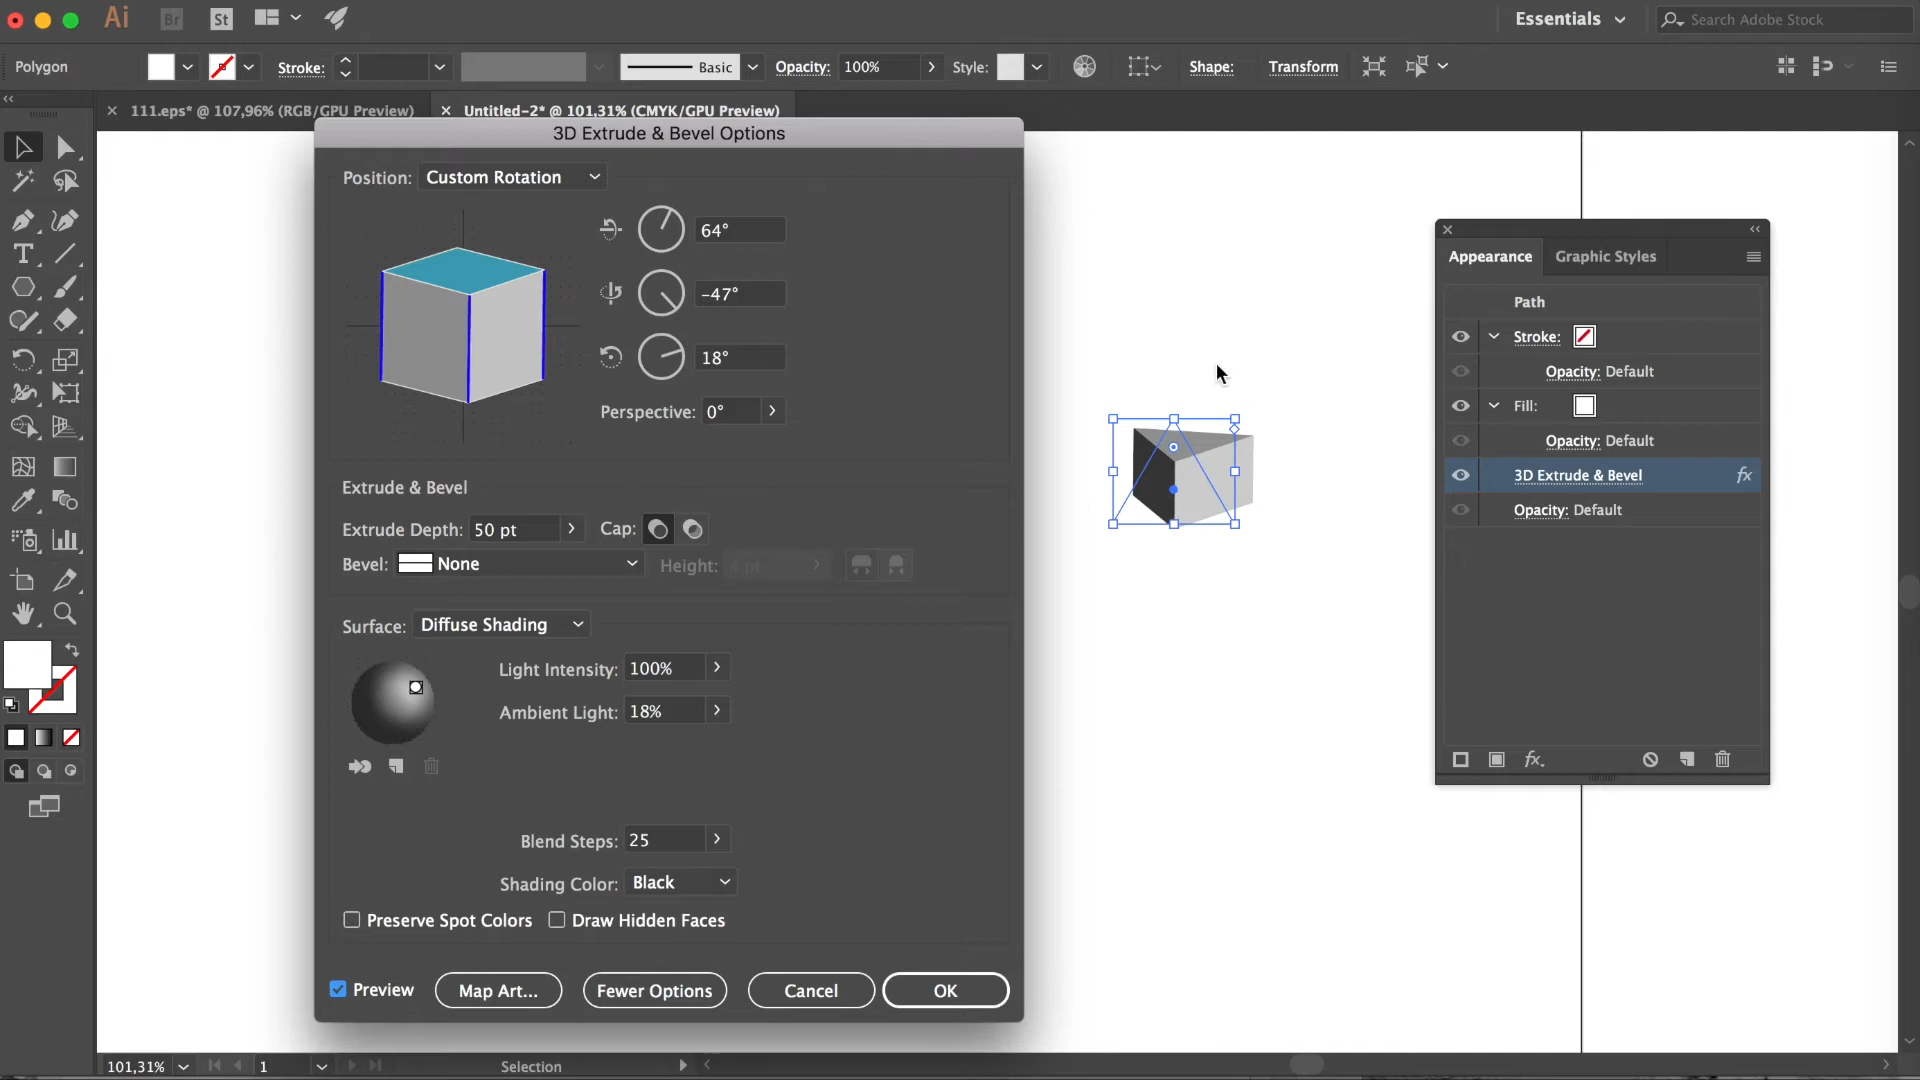 Ai Br St Essentials Search Adobe Stock
Polygon Stroke: Basic Opacity: 100% Style: Shape: Transform
111.eps* @ 107,96% (RGB/GPU Preview) Untitled-2* @ 101,31% (CMYK/GPU Preview)
3D Extrude & Bevel Options
Position: Custom Rotation
64°
-47°
18°
Perspective: 0°
Extrude & Bevel
Extrude Depth: 50 pt Cap:
Bevel: None Height: 4 pt
Surface: Diffuse Shading
Light Intensity: 100%
Ambient Light: 18%
Blend Steps: 25
Shading Color: Black
Preserve Spot Colors Draw Hidden Faces
Preview Map Art... Fewer Options Cancel OK
Appearance Graphic Styles
Path
Stroke:
Opacity: Default
Fill:
Opacity: Default
3D Extrude & Bevel fx
Opacity: Default
fx
101,31% 1 Selection